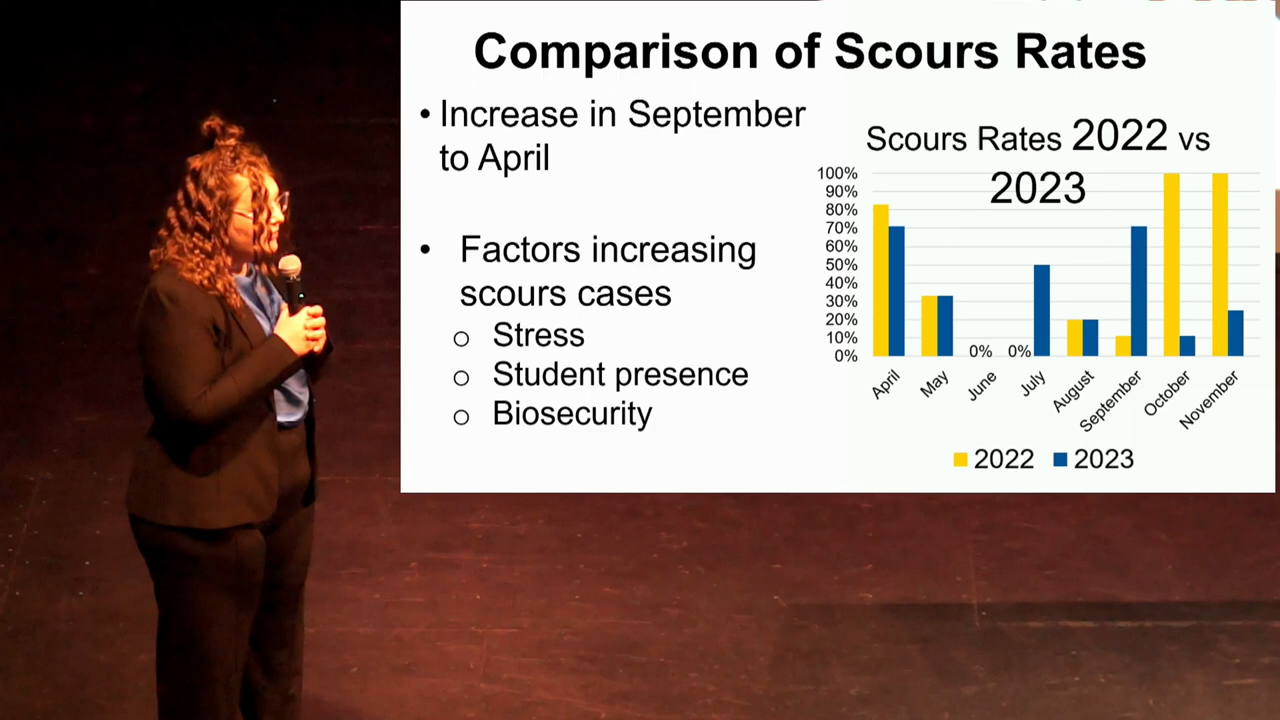 Comparison of Scours Rates
• Increase in September
to April
• Factors increasing
scours cases
o Stress
o Student presence
o Biosecurity
Scours Rates 2022 vs
2023
100%
90%
80%
70%
60%
50%
40%
30%
20%
10%
0%
0% 0%
April May June July August September October November
2022 2023